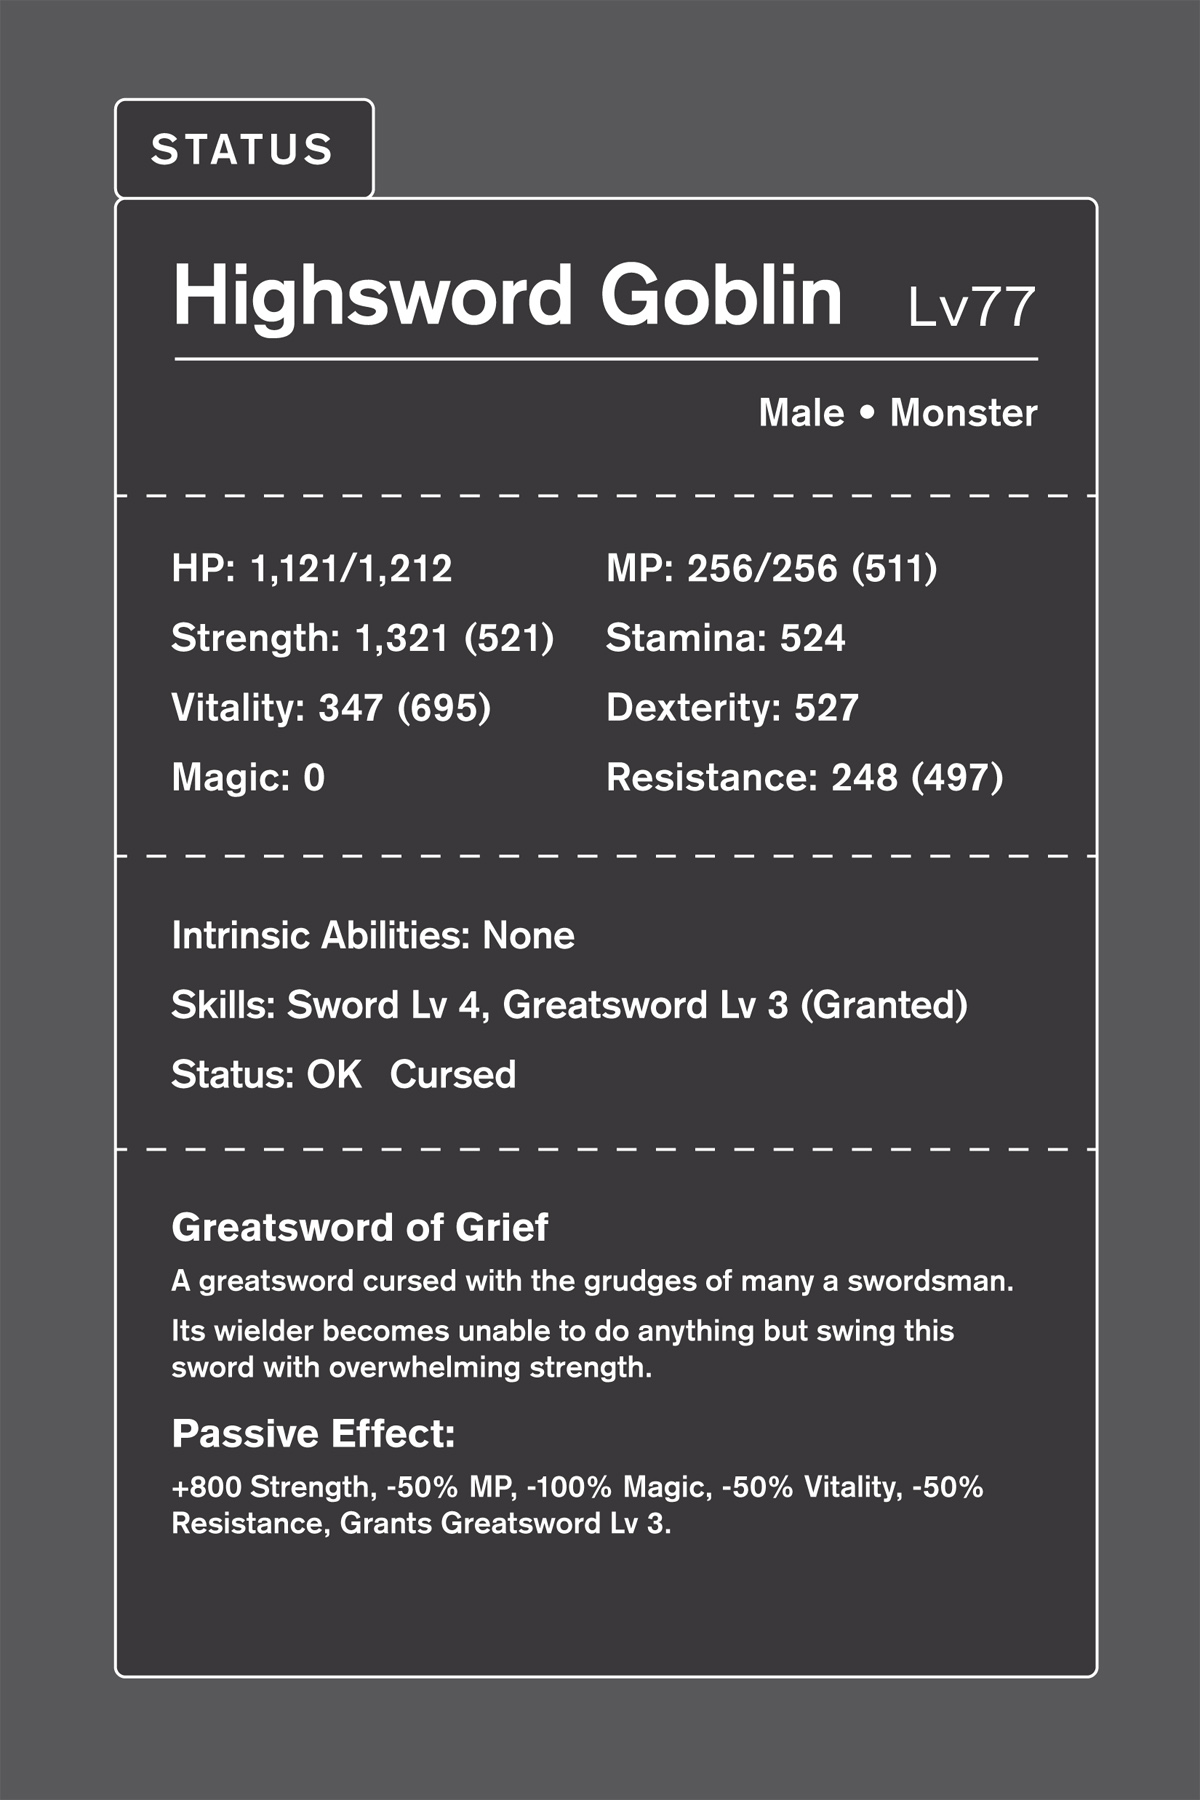 STATUS
Highsword Goblin Lv77
Male • Monster
HP: 1,121/1,212 MP: 256/256 (511)
Strength: 1,321 (521) Stamina: 524
Vitality: 347 (695) Dexterity: 527
Magic: 0 Resistance: 248 (497)
Intrinsic Abilities: None
Skills: Sword Lv 4, Greatsword Lv 3 (Granted)
Status: OK Cursed
Greatsword of Grief
A greatsword cursed with the grudges of many a swordsman.
Its wielder becomes unable to do anything but swing this
sword with overwhelming strength.
Passive Effect:
+800 Strength, -50% MP, -100% Magic, -50% Vitality, -50%
Resistance, Grants Greatsword Lv 3.